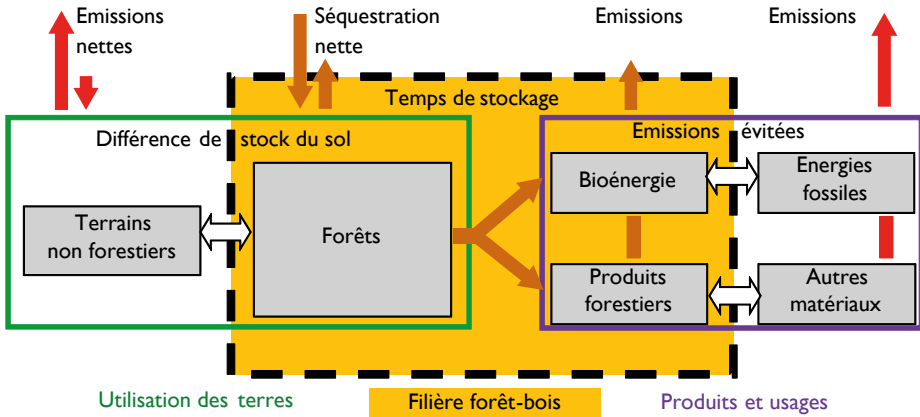 Emissions
nettes
Séquestration
nette
Emissions
Emissions
Temps de stockage
Différence de stock du sol
Emissions évitées
Terrains
non forestiers
Forêts
Bioénergie
Energies
fossiles
Produits
forestiers
Autres
matériaux
Utilisation des terres
Filière forêt-bois
Produits et usages